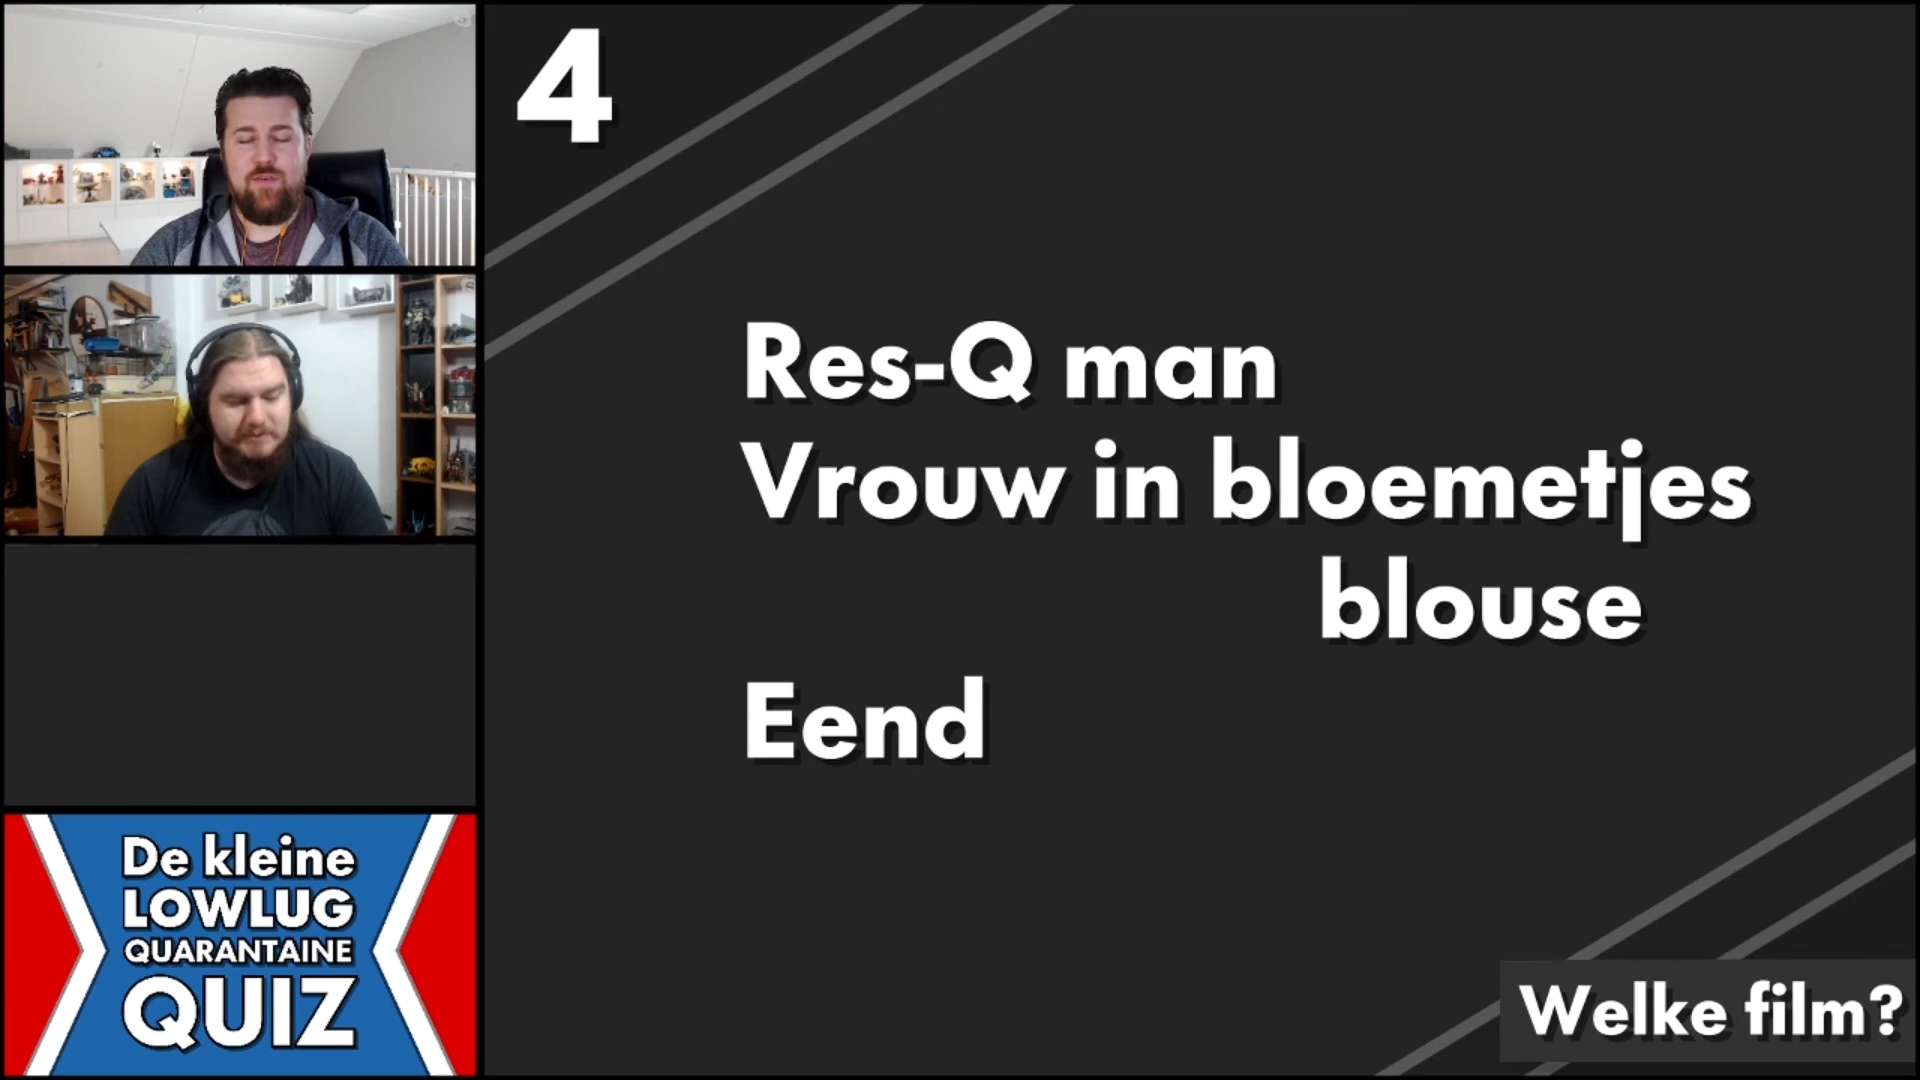 4
Res-Q man
Vrouw in bloemetjes
blouse
Eend
De kleine
LOWLUG
QUARANTAINE
QUIZ
Welke film?